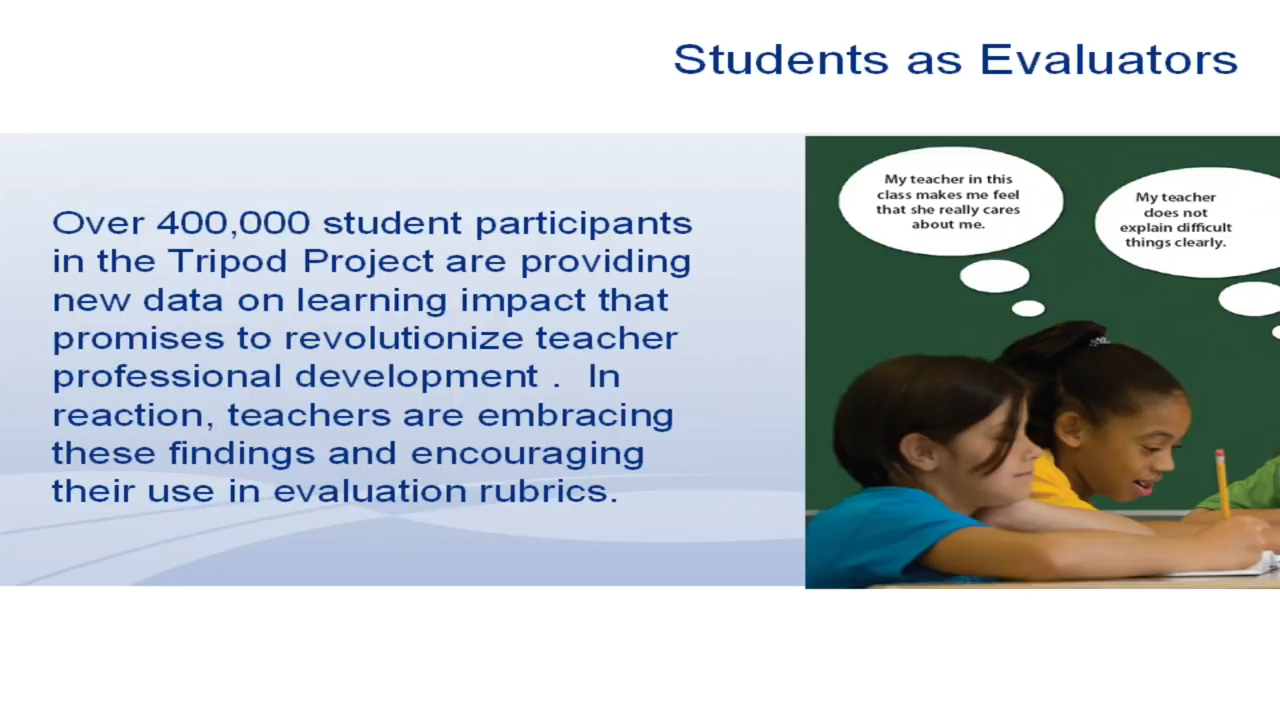 Students as Evaluators
Over 400,000 student participants
in the Tripod Project are providing
new data on learning impact that
promises to revolutionize teacher
professional development .  In
reaction, teachers are embracing
these findings and encouraging
their use in evaluation rubrics.
My teacher in this
class makes me feel
that she really cares
about me.
My teacher
does not
explain difficult
things clearly.